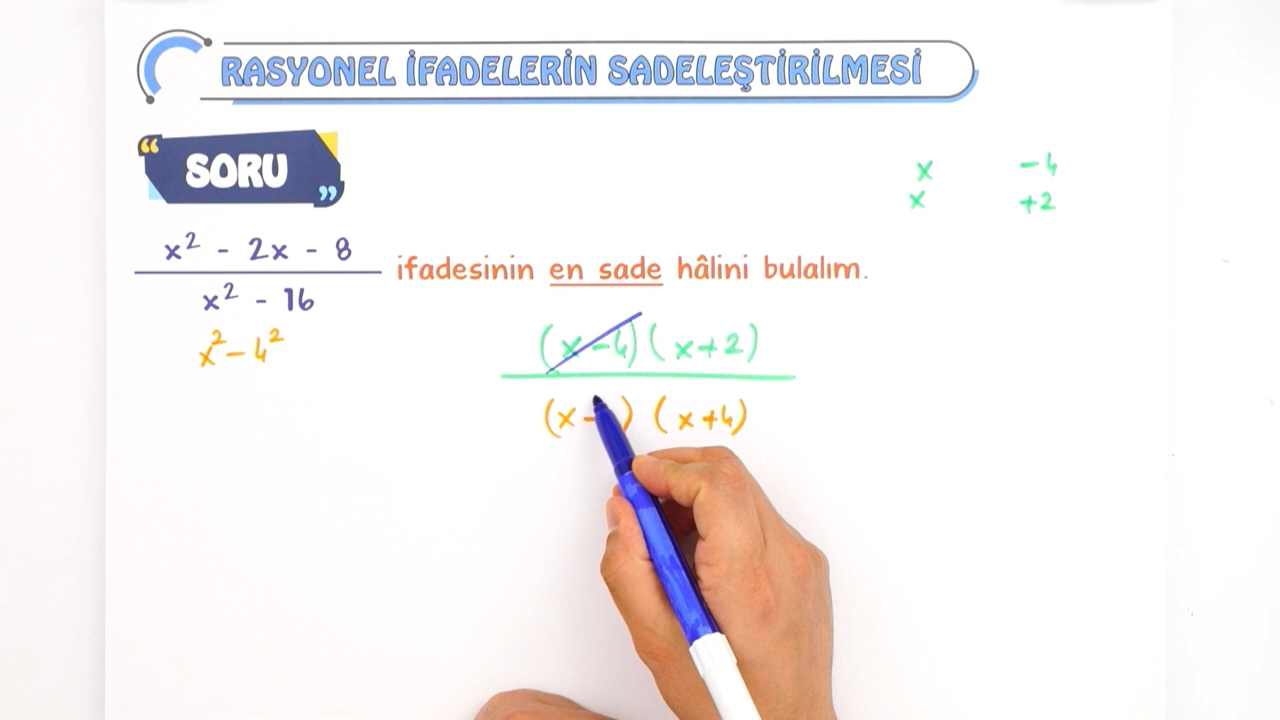 RASYONEL İFADELERİN SADELEŞTİRİLMESİ
“ SORU ”
x - 4
x + 2
x² - 2x - 8
x² - 16
ifadesinin en sade hâlini bulalım.
x² - 4²
(x - 4) (x + 2)
(x - ) (x + 4)